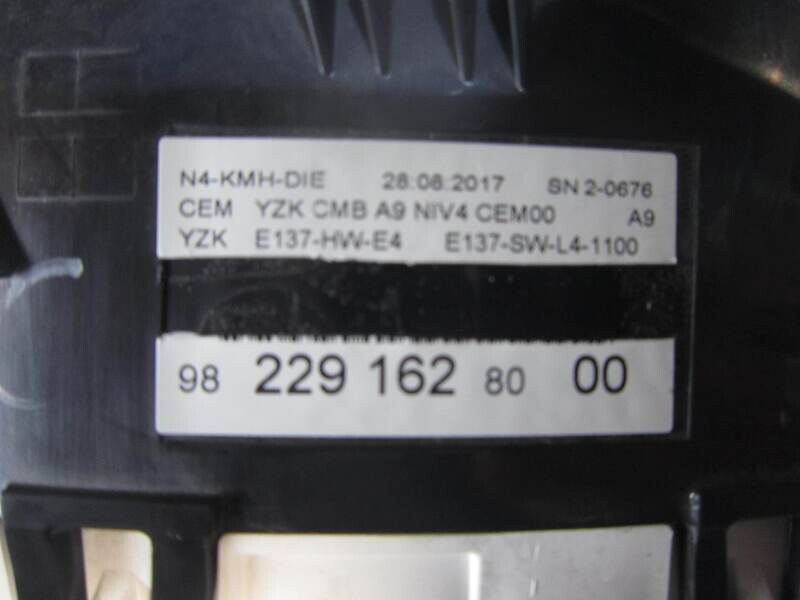 N4-KMH-DIE 28.08.2017 SN 2-0676
CEM YZK CMB A9 NIV4 CEM00 A9
YZK E137-HW-E4 E137-SW-L4-1100
98 229 162 80 00